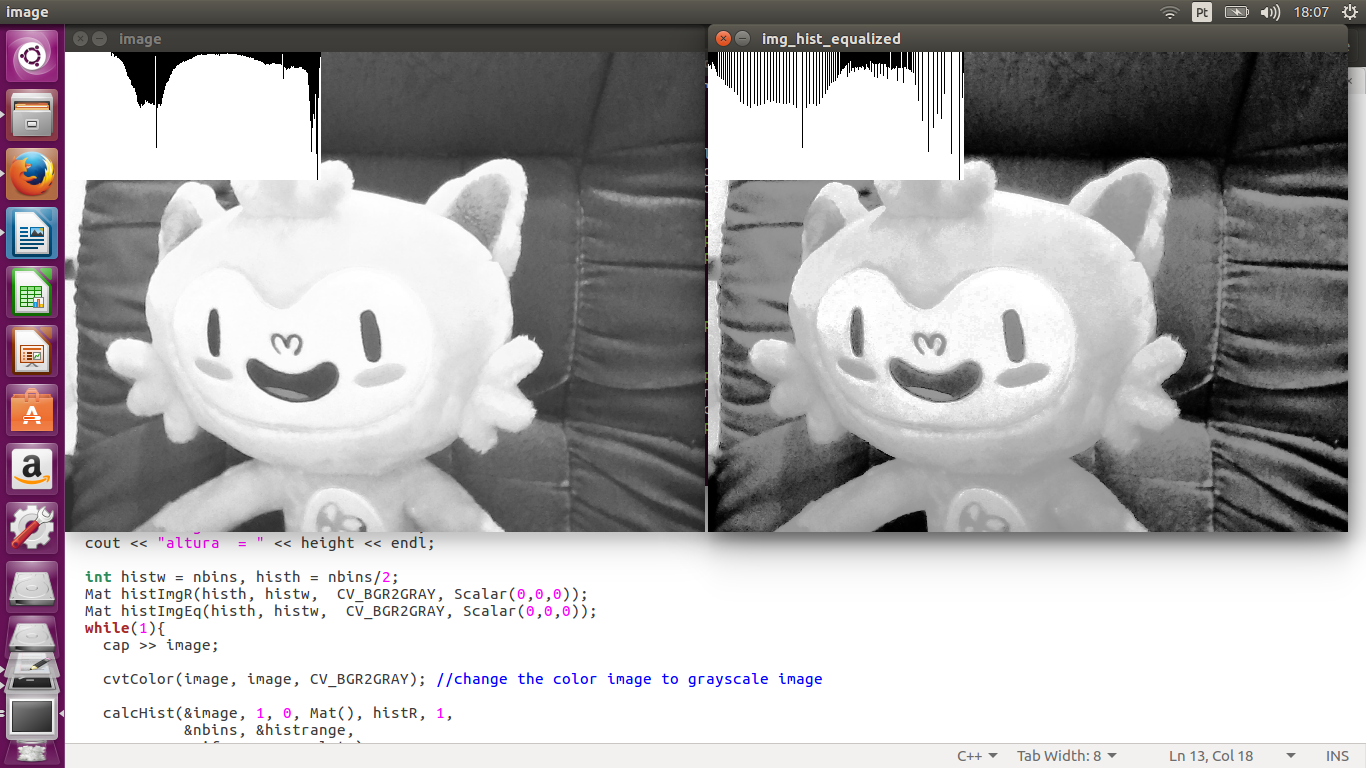 image
Pt
18:07
image
img_hist_equalized
cout << "altura  = " << height << endl;
int histw = nbins, histh = nbins/2;
Mat histImgR(histh, histw,  CV_BGR2GRAY, Scalar(0,0,0));
Mat histImgEq(histh, histw,  CV_BGR2GRAY, Scalar(0,0,0));
while(1){
cap >> image;
cvtColor(image, image, CV_BGR2GRAY); //change the color image to grayscale image
calcHist(&image, 1, 0, Mat(), histR, 1,
&nbins, &histrange,
C++
Tab Width: 8
Ln 13, Col 18
INS